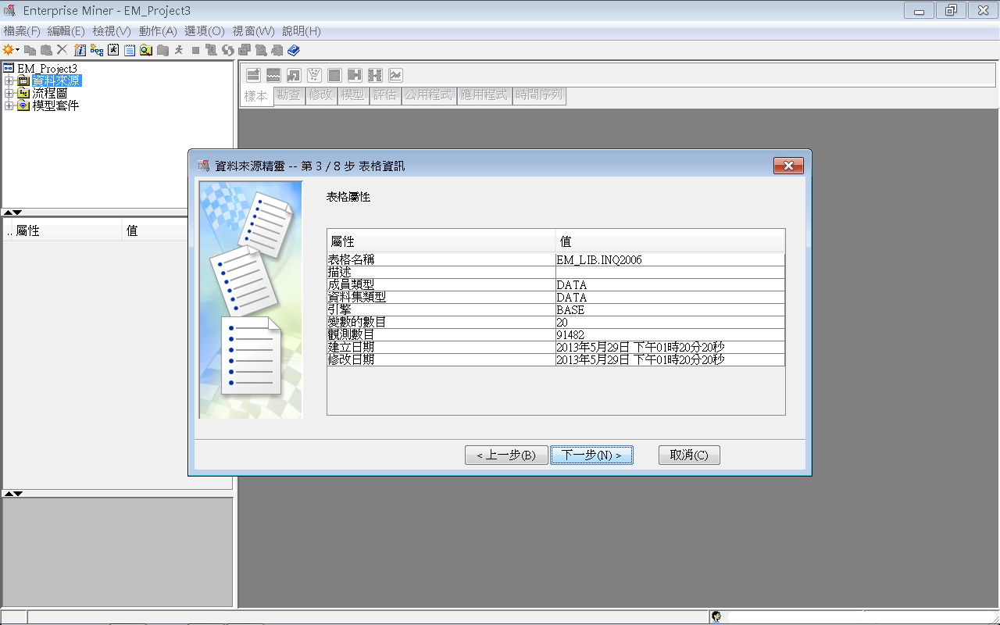 Enterprise Miner - EM_Project3
檔案(F) 編輯(E) 檢視(V) 動作(A) 選項(O) 視窗(W) 說明(H)
EM_Project3
資料來源
流程圖
模型套件
樣本 勘查 修改 模型 評估 公用程式 應用程式 時間序列
.. 屬性 值
資料來源精靈 -- 第 3 / 8 步 表格資訊
表格屬性
屬性 值
表格名稱 EM_LIB.INQ2006
描述
成員類型 DATA
資料集類型 DATA
引擎 BASE
變數的數目 20
觀測數目 91482
建立日期 2013年5月29日 下午01時20分20秒
修改日期 2013年5月29日 下午01時20分20秒
< 上一步(B) 下一步(N) > 取消(C)